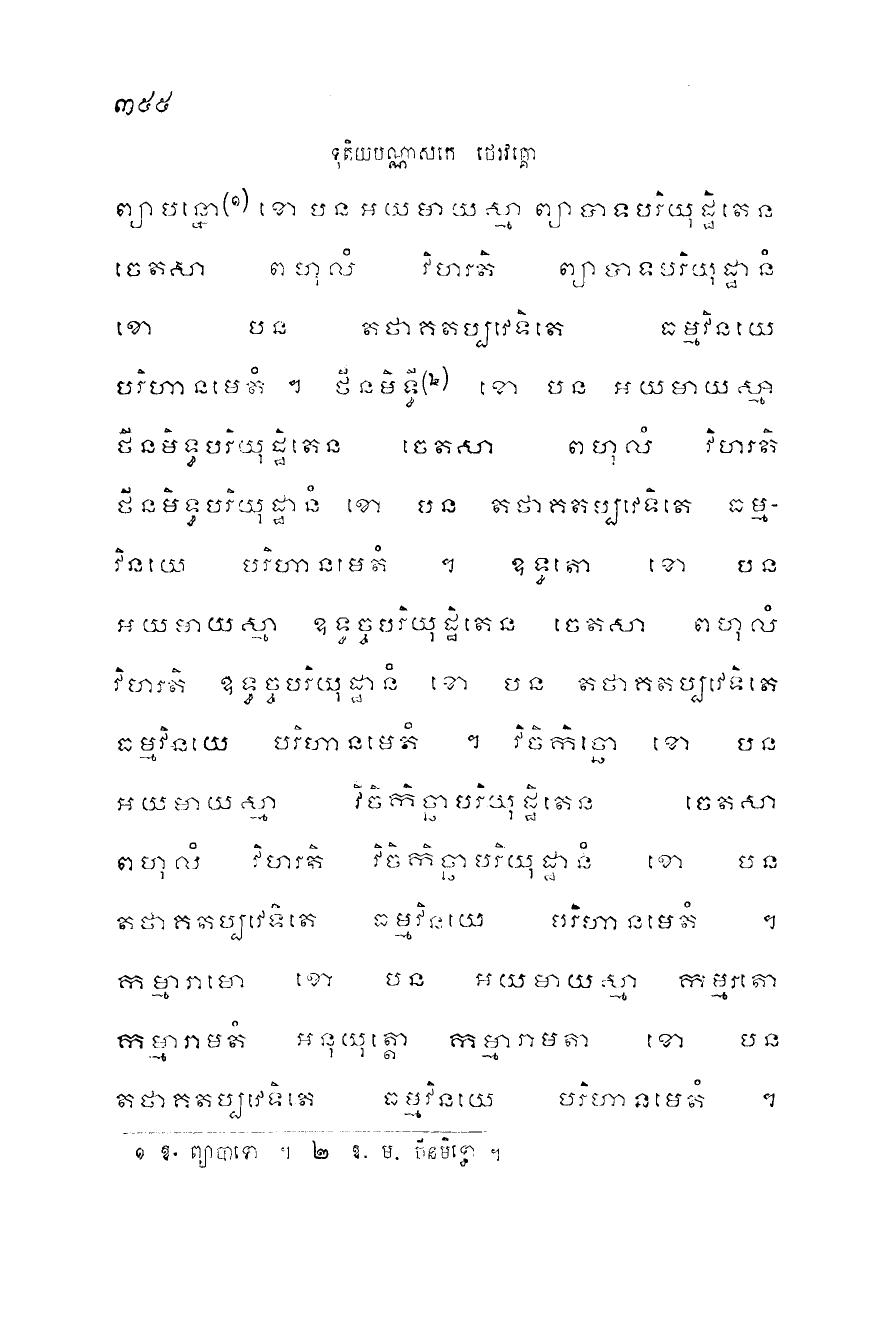 ៣៥៥
ទុតិយបណ្ណាសកេ ថេរវគ្គោ
ព្យាបន្នោ(១) ខោ បន អយមាយស្មា ព្យាបាទបរិយុដ្ឋិតេន
ចេតសា ពហុលំ វិហរតិ ព្យាបាទបរិយុដ្ឋានំ
ខោ បន តថាគតប្បវេទិតេ ធម្មវិនយេ
បរិហានមេតំ ។ ថីនមិទ្ធី(២) ខោ បន អយមាយស្មា
ថីនមិទ្ធបរិយុដ្ឋិតេន ចេតសា ពហុលំ វិហរតិ
ថីនមិទ្ធបរិយុដ្ឋានំ ខោ បន តថាគតប្បវេទិតេ ធម្ម-
វិនយេ បរិហានមេតំ ។ ឧទ្ធតោ ខោ បន
អយមាយស្មា ឧទ្ធច្ចបរិយុដ្ឋិតេន ចេតសា ពហុលំ
វិហរតិ ឧទ្ធច្ចបរិយុដ្ឋានំ ខោ បន តថាគតប្បវេទិតេ
ធម្មវិនយេ បរិហានមេតំ ។ វិចិកិច្ឆោ ខោ បន
អយមាយស្មា វិចិកិច្ឆាបរិយុដ្ឋិតេន ចេតសា
ពហុលំ វិហរតិ វិចិកិច្ឆាបរិយុដ្ឋានំ ខោ បន
តថាគតប្បវេទិតេ ធម្មវិនយេ បរិហានមេតំ ។
កម្មារាមោ ខោ បន អយមាយស្មា កម្មរតោ
កម្មារាមតំ អនុយុត្តោ កម្មារាមតា ខោ បន
តថាគតប្បវេទិតេ ធម្មវិនយេ បរិហានមេតំ ។
១ ឱ. ព្យាបាទោ ។ ២ ឱ. ម. ថីនមិទ្ធោ ។